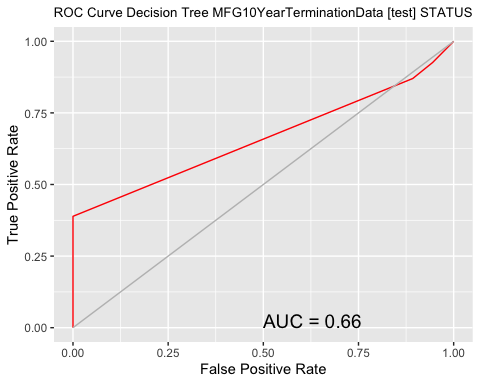 ROC Curve Decision Tree MFG10YearTerminationData [test] STATUS
1.00
0.75
0.50
0.25
0.00
True Positive Rate
AUC = 0.66
0.00 0.25 0.50 0.75 1.00
False Positive Rate